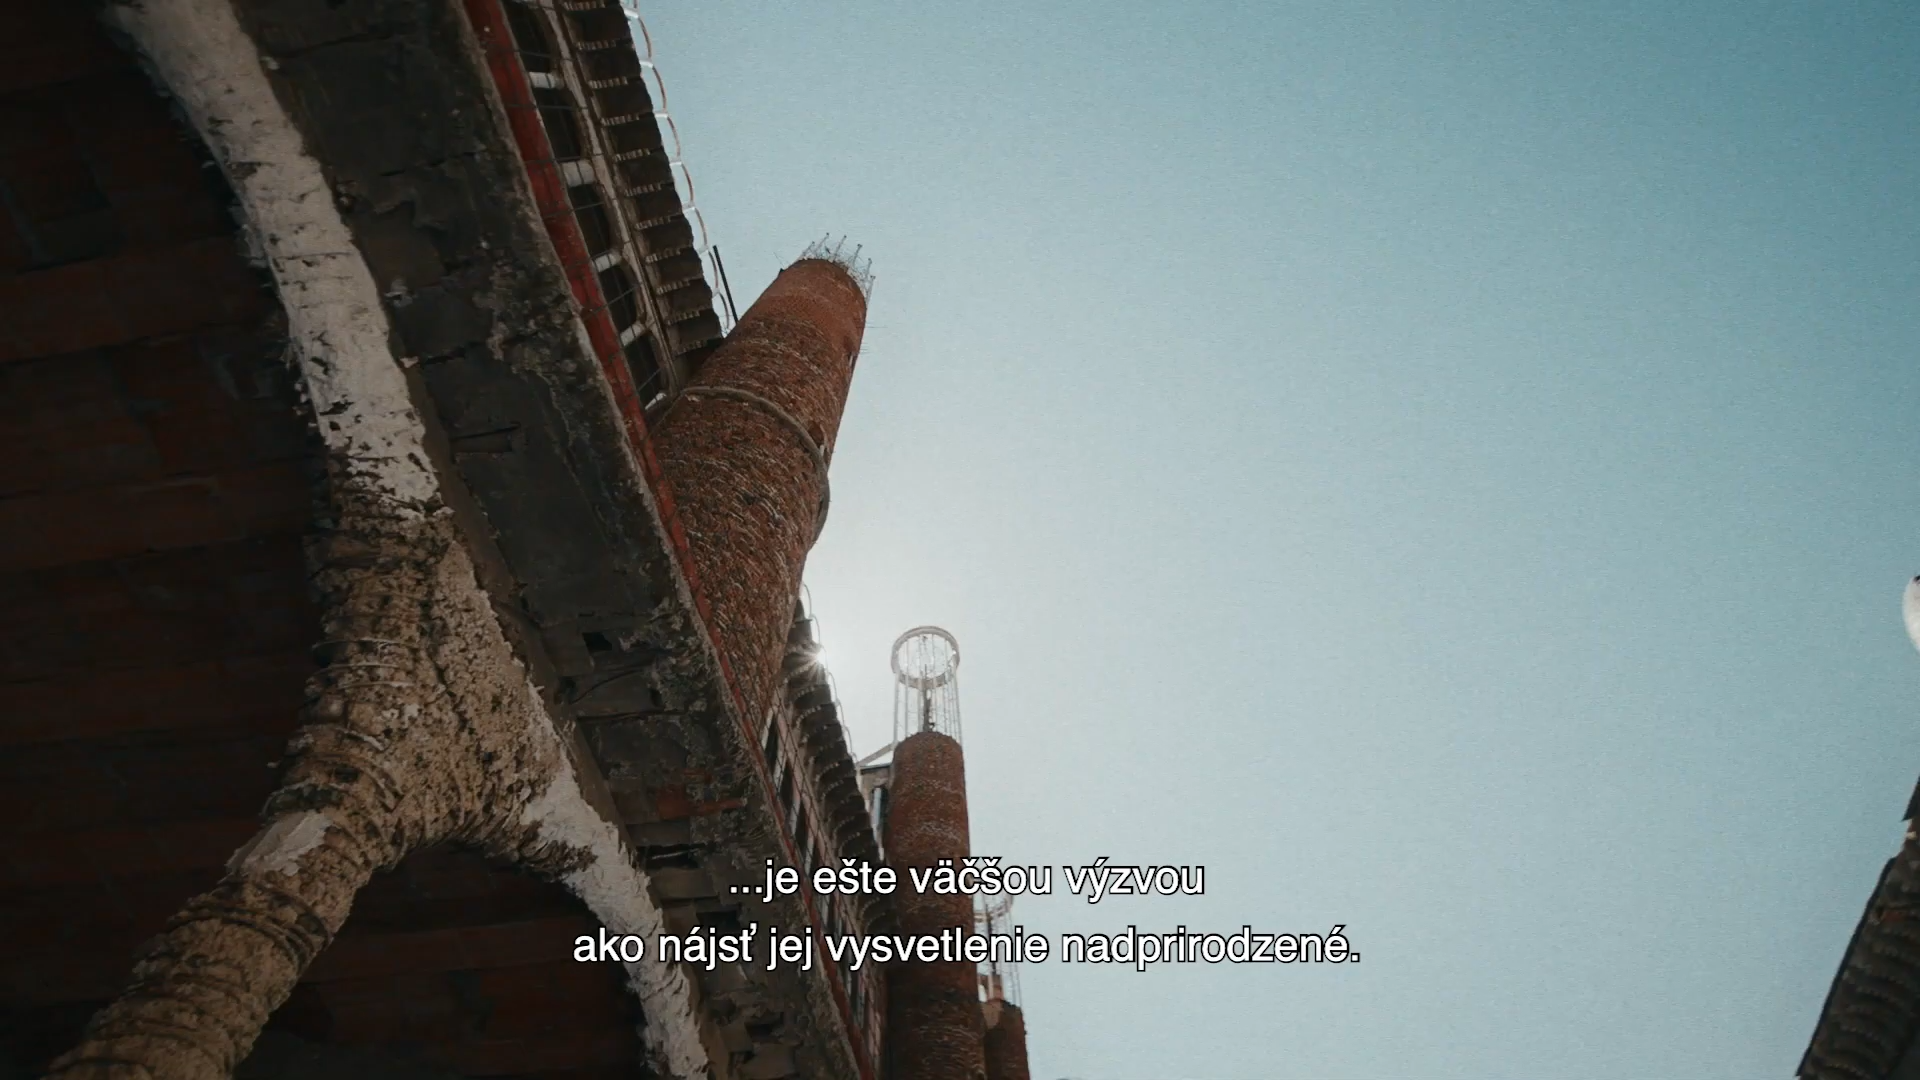 ...je ešte väčšou výzvou
ako nájsť jej vysvetlenie nadprirodzené.